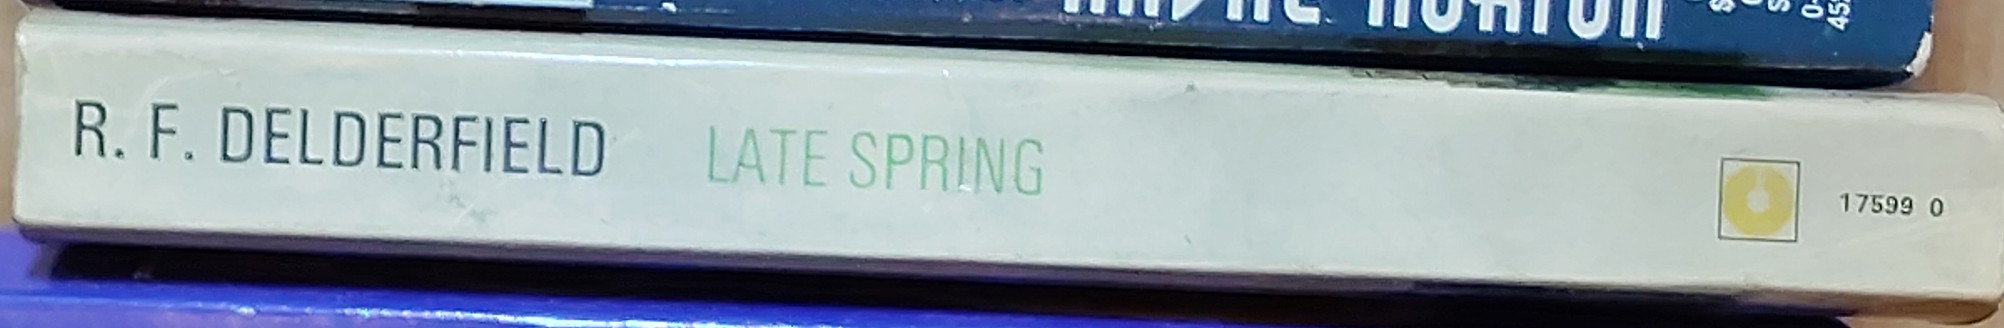 R. F. DELDERFIELD LATE SPRING 17599 0